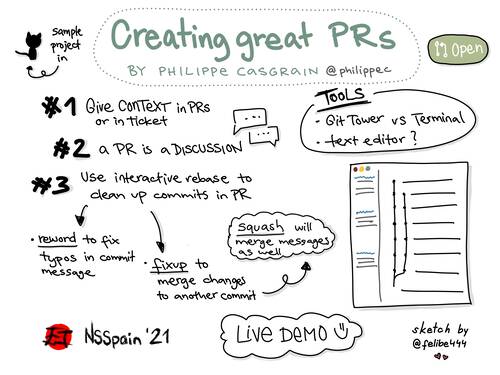 Sample
project
in
Creating great PRs
BY PHILIPPE CASGRAIN @philippec
Open
#1 GIVE CONTEXT in PRs
or in ticket
#2 a PR is a DISCUSSION
#3 Use interactive rebase to
clean up commits in PR
TOOLS
• GitTower vs Terminal
• text editor?
• reword to fix
typos in commit
message
• fixup to
merge changes
to another commit
squash will
merge messages
as well
NSSpain '21
LIVE DEMO
sketch by
@felibe444